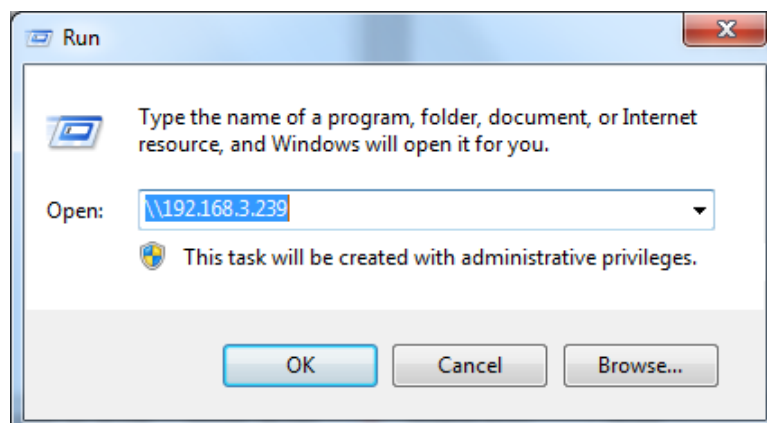 Run
Type the name of a program, folder, document, or Internet
resource, and Windows will open it for you.
Open: \\192.168.3.239
This task will be created with administrative privileges.
OK Cancel Browse...